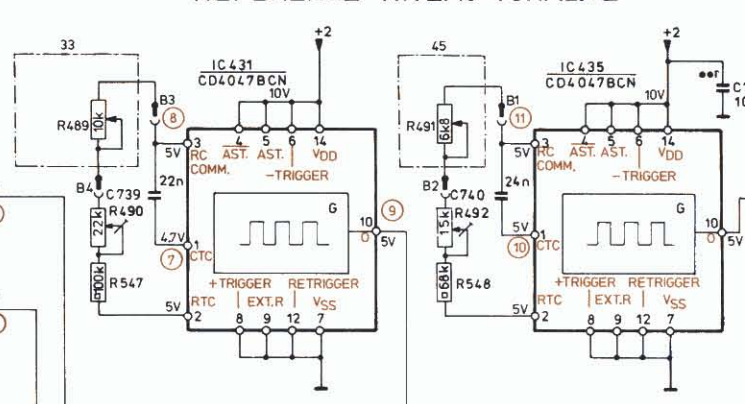 33
R489
10k
B3
8
B4
C739
22n
R490
22k
4.7V
7
R547
100k
5V
5V
IC431
CD4047BCN
10V
+2
3
4
5
6
14
RC
COMM.
AST.
AST.
VDD
-TRIGGER
G
10
O
9
5V
1
CTC
+TRIGGER
RETRIGGER
RTC
EXT.R
VSS
2
8
9
12
7
45
R491
6k8
B1
11
B2
C740
24n
R492
15k
5V
10
R548
68k
5V
5V
IC435
CD4047BCN
10V
+2
r
C1
10
3
4
5
6
14
RC
COMM.
AST.
AST.
VDD
-TRIGGER
G
10
O
5V
1
CTC
+TRIGGER
RETRIGGER
RTC
EXT.R
VSS
2
8
9
12
7